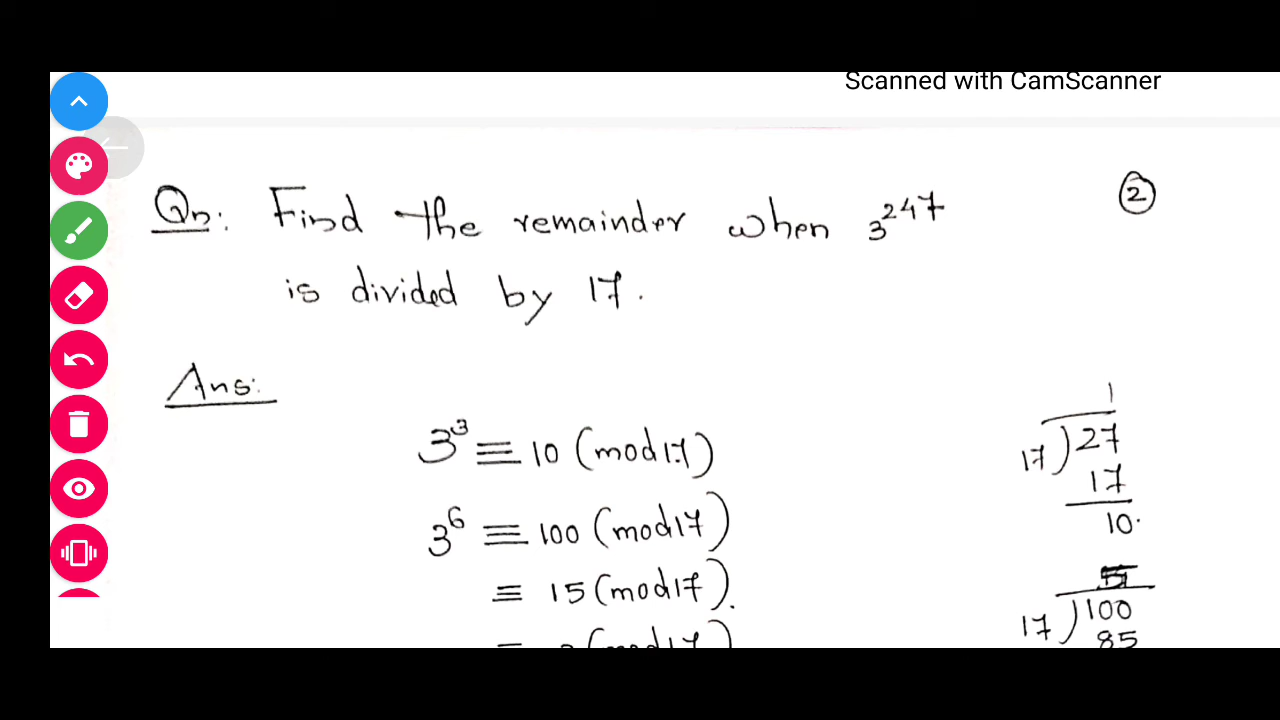 Scanned with CamScanner
Qn: Find the remainder when 3^247
②
is divided by 17.
Ans:
3^3 ≡ 10 (mod 17)
3^6 ≡ 100 (mod 17)
≡ 15 (mod 17).
1
17 ) 27
17
10.
17 ) 100
85